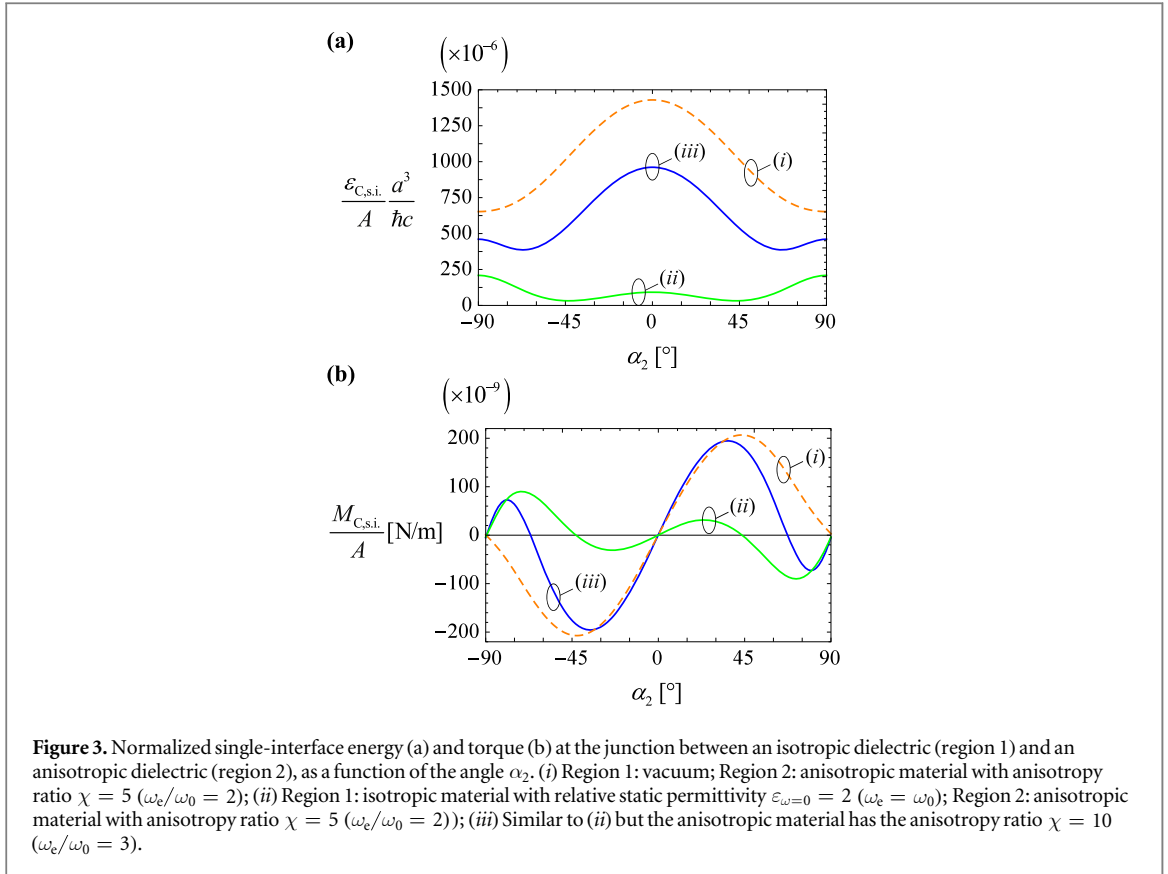 (a)
(×10⁻⁶)
1500
1250
1000
750
500
250
0
ε_C,s.i. / A a³ / ħc
(i)
(iii)
(ii)
−90 −45 0 45 90
α₂ [°]
(b)
(×10⁻⁹)
200
100
0
−100
−200
M_C,s.i. / A [N/m]
(i)
(ii)
(iii)
−90 −45 0 45 90
α₂ [°]
Figure 3. Normalized single-interface energy (a) and torque (b) at the junction between an isotropic dielectric (region 1) and an
anisotropic dielectric (region 2), as a function of the angle α₂. (i) Region 1: vacuum; Region 2: anisotropic material with anisotropy
ratio χ = 5 (ωₑ/ω₀ = 2); (ii) Region 1: isotropic material with relative static permittivity ε_ω=0 = 2 (ωₑ = ω₀); Region 2: anisotropic
material with anisotropy ratio χ = 5 (ωₑ/ω₀ = 2)); (iii) Similar to (ii) but the anisotropic material has the anisotropy ratio χ = 10
(ωₑ/ω₀ = 3).